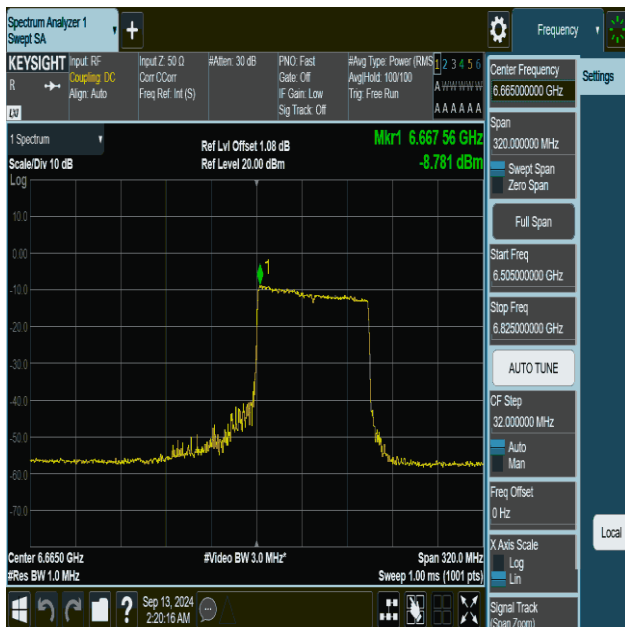 Spectrum Analyzer 1
Swept SA
+
Frequency
KEYSIGHT
R
LXI
Input: RF
Coupling: DC
Align: Auto
Input Z: 50 Ω
Corr CCorr
Freq Ref: Int (S)
#Atten: 30 dB
PNO: Fast
Gate: Off
IF Gain: Low
Sig Track: Off
#Avg Type: Power (RMS
Avg|Hold: 100/100
Trig: Free Run
1 2 3 4 5 6
A W W W W W
A A A A A A
1 Spectrum
Scale/Div 10 dB
Log
Ref Lvl Offset 1.08 dB
Ref Level 20.00 dBm
Mkr1 6.667 56 GHz
-8.781 dBm
10.0
0.00
-10.0
-20.0
-30.0
-40.0
-50.0
-60.0
-70.0
1
Center 6.6650 GHz
#Res BW 1.0 MHz
#Video BW 3.0 MHz*
Span 320.0 MHz
Sweep 1.00 ms (1001 pts)
Sep 13, 2024
2:20:16 AM
?
Center Frequency
6.665000000 GHz
Settings
Span
320.000000 MHz
Swept Span
Zero Span
Full Span
Start Freq
6.505000000 GHz
Stop Freq
6.825000000 GHz
AUTO TUNE
CF Step
32.000000 MHz
Auto
Man
Freq Offset
0 Hz
X Axis Scale
Log
Lin
Local
Signal Track
(Span Zoom)